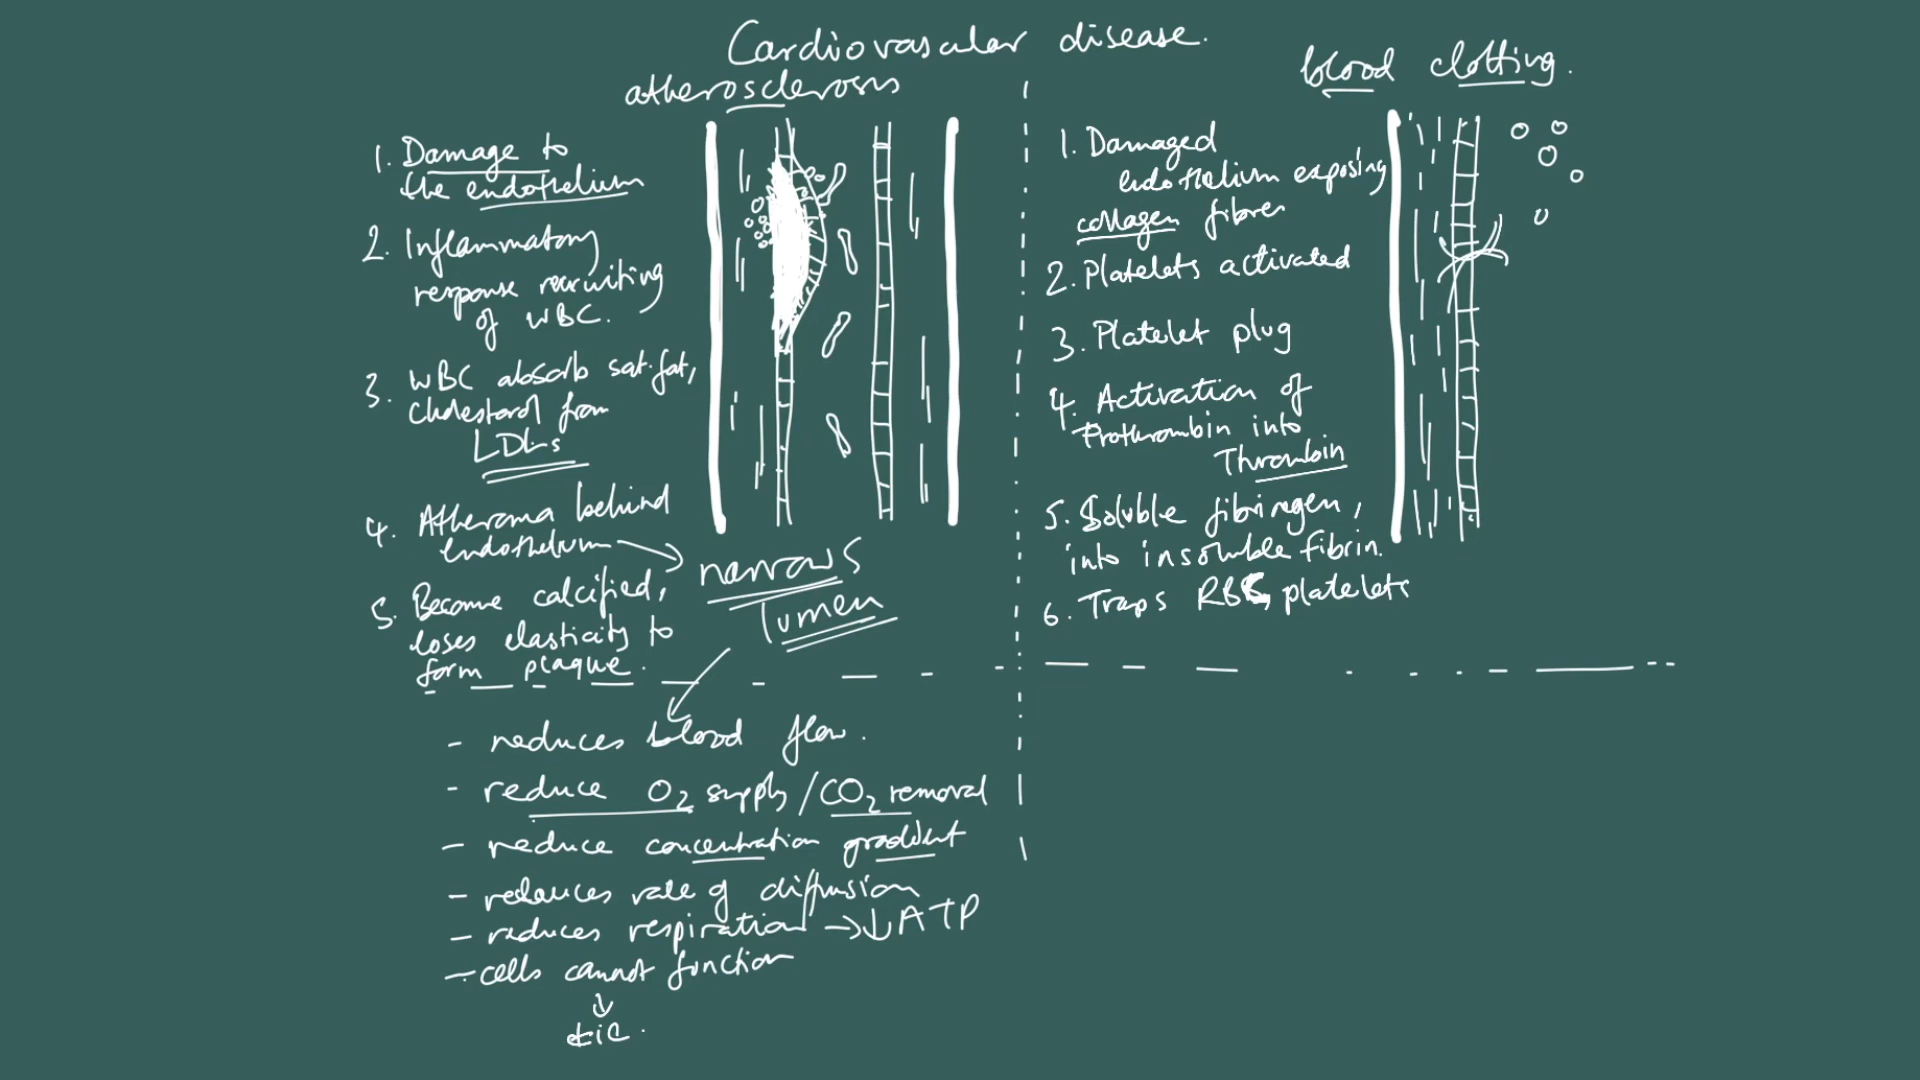 Cardiovascular disease.
atherosclerosis
1. Damage to
the endothelium
2. Inflammatory
response recruiting
of WBC.
3. WBC absorb sat.fat,
cholesterol from
LDLs
4. Atheroma behind
endothelium → narrows
lumen
5. Become calcified,
loses elasticity to
form plaque.
- reduces blood flow.
- reduce O2 supply/CO2 removal
- reduce concentration gradient
- reduces rate of diffusion
- reduces respiration → ↓ATP
- cells cannot function
↓
die.
blood clotting.
1. Damaged
endothelium exposing
collagen fibres
2. Platelets activated
3. Platelet plug
4. Activation of
Prothrombin into
Thrombin
5. Soluble fibrinogen,
into insoluble fibrin.
6. Traps RBC, platelets